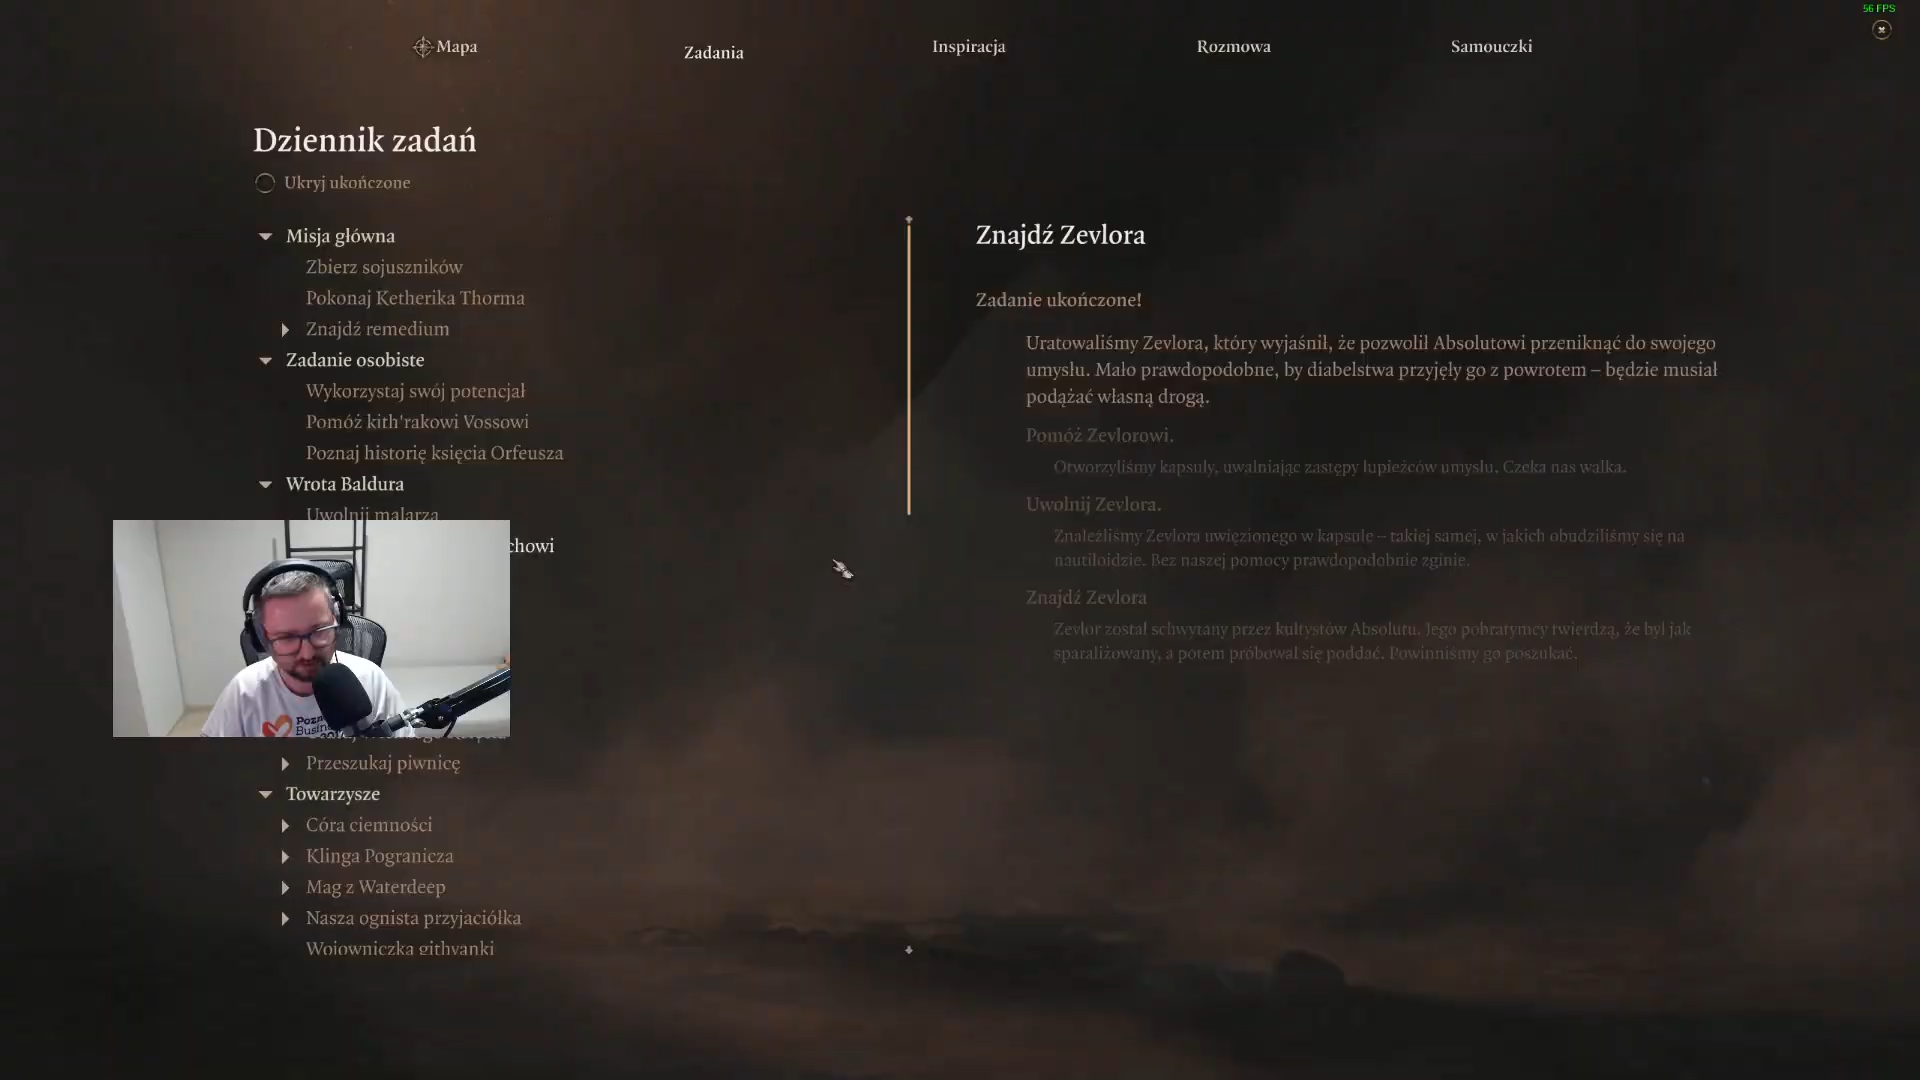 56 FPS
Mapa
Zadania
Inspiracja
Rozmowa
Samouczki
Dziennik zadań
Ukryj ukończone
Misja główna
Zbierz sojuszników
Pokonaj Ketherika Thorma
Znajdź remedium
Zadanie osobiste
Wykorzystaj swój potencjał
Pomóż kith'rakowi Vossowi
Poznaj historię księcia Orfeusza
Wrota Baldura
Uwolnij malarza
chowi
Przeszukaj piwnicę
Towarzysze
Córa ciemności
Klinga Pogranicza
Mag z Waterdeep
Nasza ognista przyjaciółka
Wojowniczka githyanki
Znajdź Zevlora
Zadanie ukończone!
Uratowaliśmy Zevlora, który wyjaśnił, że pozwolił Absolutowi przeniknąć do swojego
umysłu. Mało prawdopodobne, by diabelstwa przyjęły go z powrotem – będzie musiał
podążać własną drogą.
Pomóż Zevlorowi.
Otworzyliśmy kapsuły, uwalniając zastępy łupieżców umysłu. Czeka nas walka.
Uwolnij Zevlora.
Znaleźliśmy Zevlora uwięzionego w kapsule – takiej samej, w jakich obudziliśmy się na
nautiloidzie. Bez naszej pomocy prawdopodobnie zginie.
Znajdź Zevlora
Zevlor został schwytany przez kultystów Absolutu. Jego pobratymcy twierdzą, że był jak
sparaliżowany, a potem próbował się poddać. Powinniśmy go poszukać.